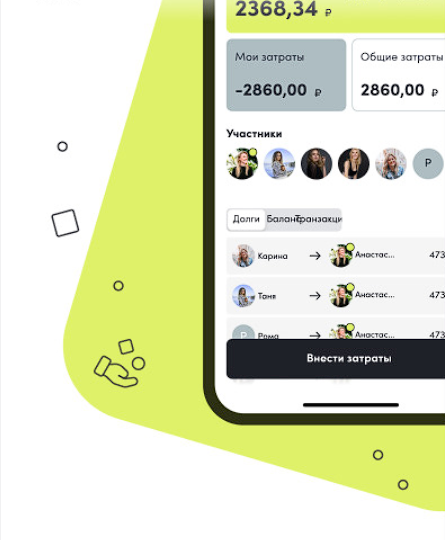 2368,34 ₽
Мои затраты
Общие затраты
-2860,00 ₽
2860,00 ₽
Участники
P
Долги
Баланс
Транзакци
Карина → Анастас... 473
Таня → Анастас... 473
P Рома → Анастас... 473
Внести затраты